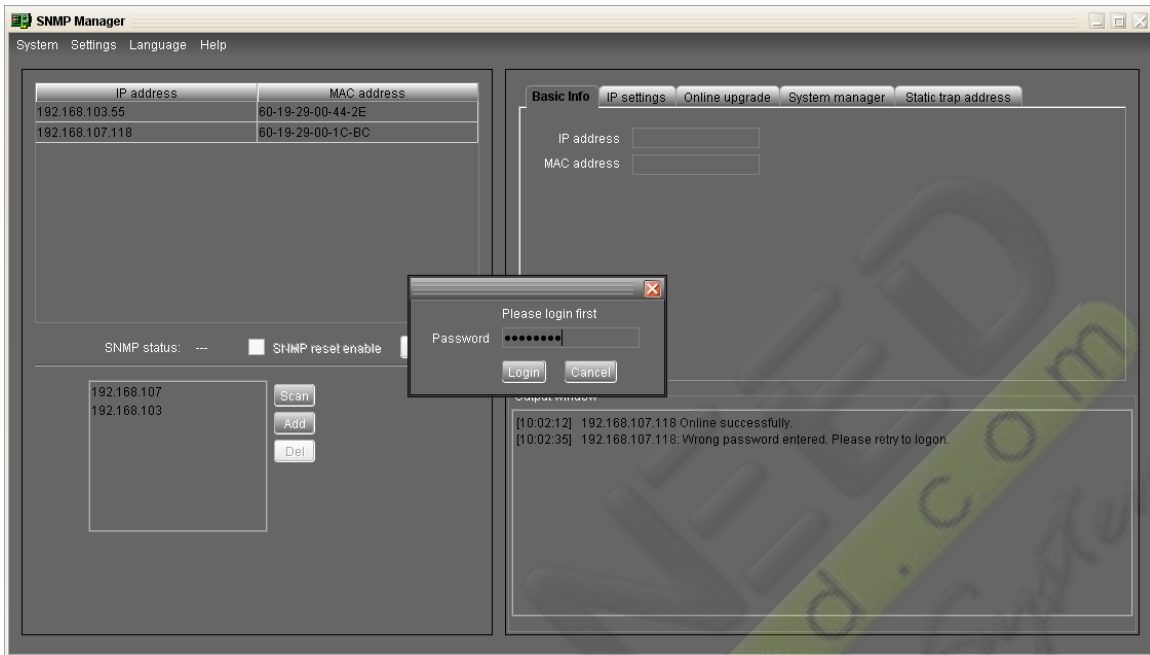 SNMP Manager
System Settings Language Help
IP address MAC address
192.168.103.55 60-19-29-00-44-2E
192.168.107.118 60-19-29-00-1C-BC
SNMP status: --- SNMP reset enable
192.168.107
192.168.103
Scan
Add
Del
Basic Info IP settings Online upgrade System manager Static trap address
IP address
MAC address
Please login first
Password ••••••••
Login Cancel
Output window
[10:02:12] 192.168.107.118 Online successfully.
[10:02:35] 192.168.107.118: Wrong password entered. Please retry to logon.
NEED
d.com